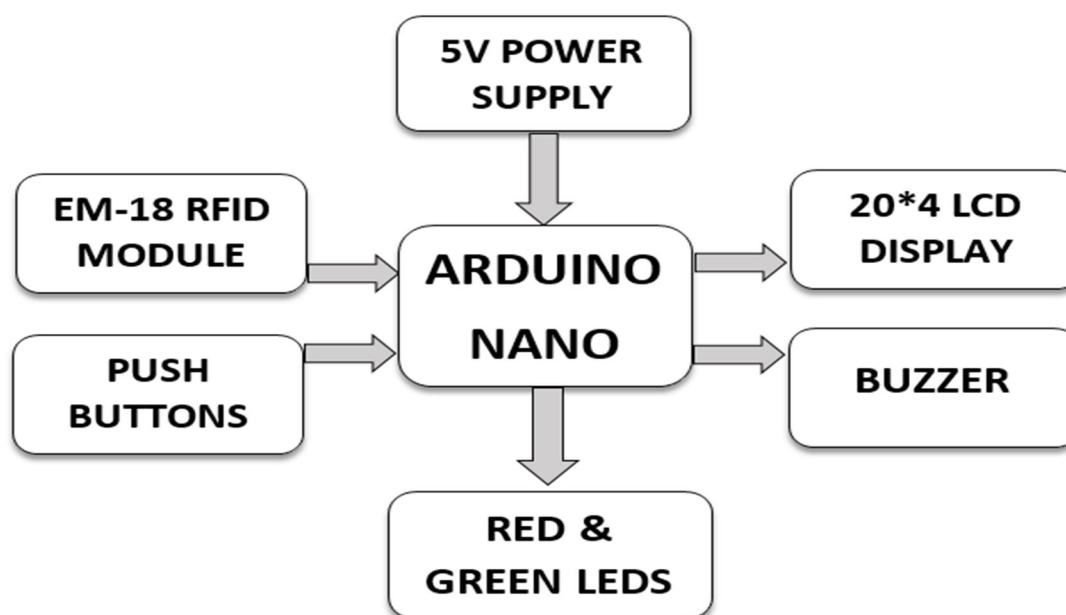 5V POWER
SUPPLY
EM-18 RFID
MODULE
20*4 LCD
DISPLAY
ARDUINO
NANO
PUSH
BUTTONS
BUZZER
RED &
GREEN LEDS